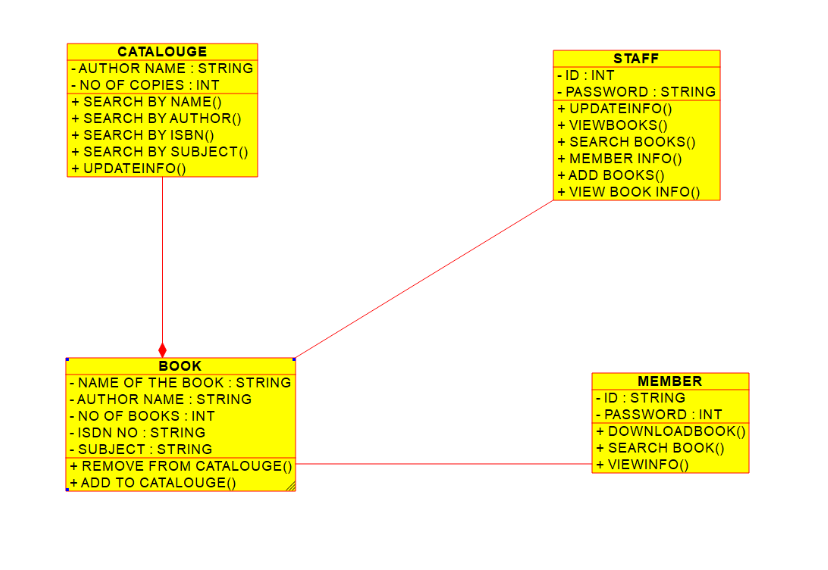 CATALOUGE
- AUTHOR NAME : STRING
- NO OF COPIES : INT
+ SEARCH BY NAME()
+ SEARCH BY AUTHOR()
+ SEARCH BY ISBN()
+ SEARCH BY SUBJECT()
+ UPDATEINFO()
STAFF
- ID : INT
- PASSWORD : STRING
+ UPDATEINFO()
+ VIEWBOOKS()
+ SEARCH BOOKS()
+ MEMBER INFO()
+ ADD BOOKS()
+ VIEW BOOK INFO()
BOOK
- NAME OF THE BOOK : STRING
- AUTHOR NAME : STRING
- NO OF BOOKS : INT
- ISDN NO : STRING
- SUBJECT : STRING
+ REMOVE FROM CATALOUGE()
+ ADD TO CATALOUGE()
MEMBER
- ID : STRING
- PASSWORD : INT
+ DOWNLOADBOOK()
+ SEARCH BOOK()
+ VIEWINFO()